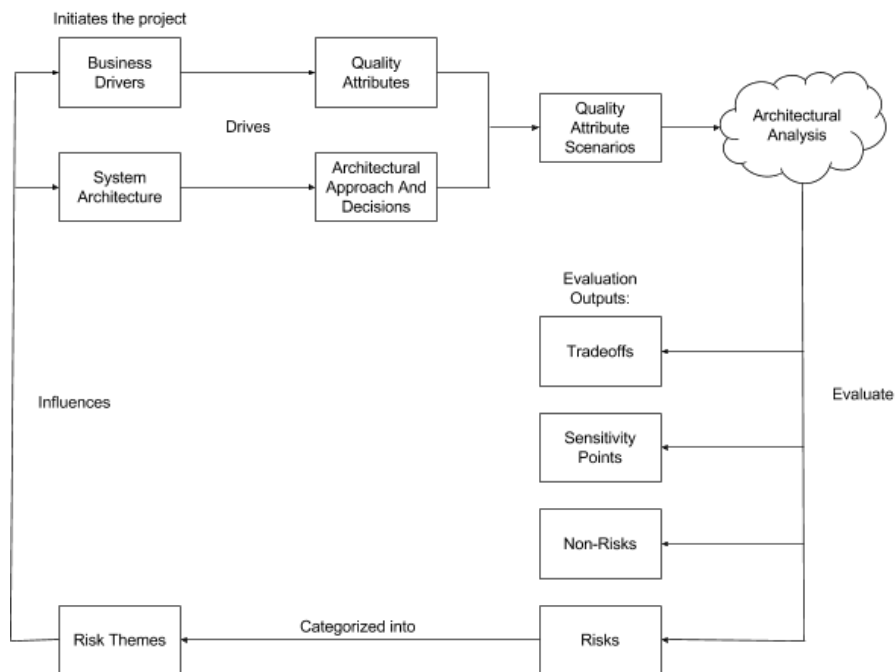 Initiates the project
Business
Drivers
Quality
Attributes
Drives
Quality
Attribute
Scenarios
Architectural
Analysis
System
Architecture
Architectural
Approach And
Decisions
Evaluation
Outputs:
Tradeoffs
Influences
Evaluate
Sensitivity
Points
Non-Risks
Risk Themes
Categorized into
Risks